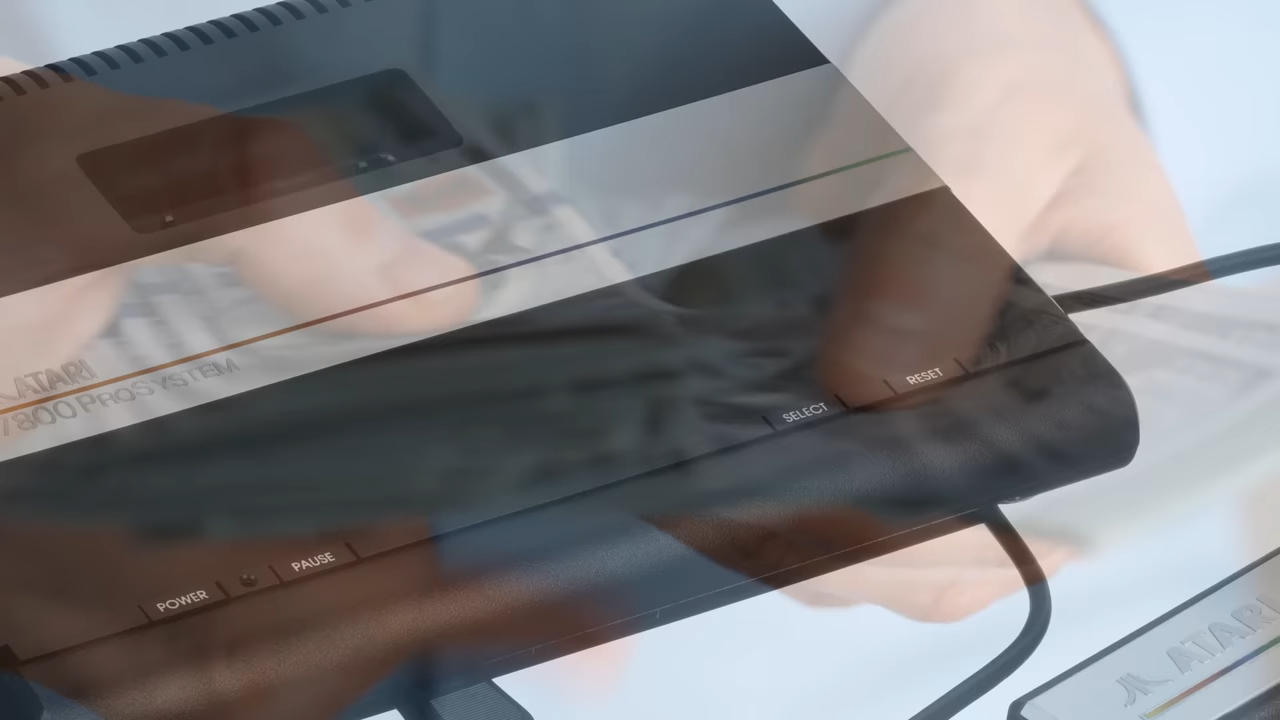 ATARI
7800 PROSYSTEM
RESET
SELECT
PAUSE
POWER
ATARI